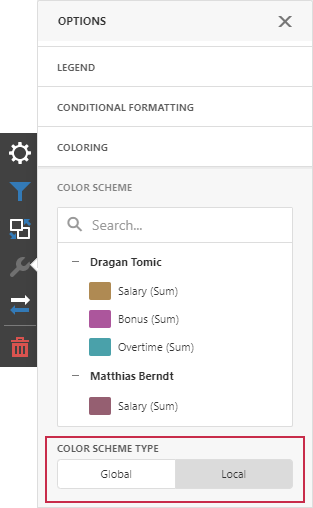 OPTIONS
LEGEND
CONDITIONAL FORMATTING
COLORING
COLOR SCHEME
Search...
Dragan Tomic
Salary (Sum)
Bonus (Sum)
Overtime (Sum)
Matthias Berndt
Salary (Sum)
COLOR SCHEME TYPE
Global Local